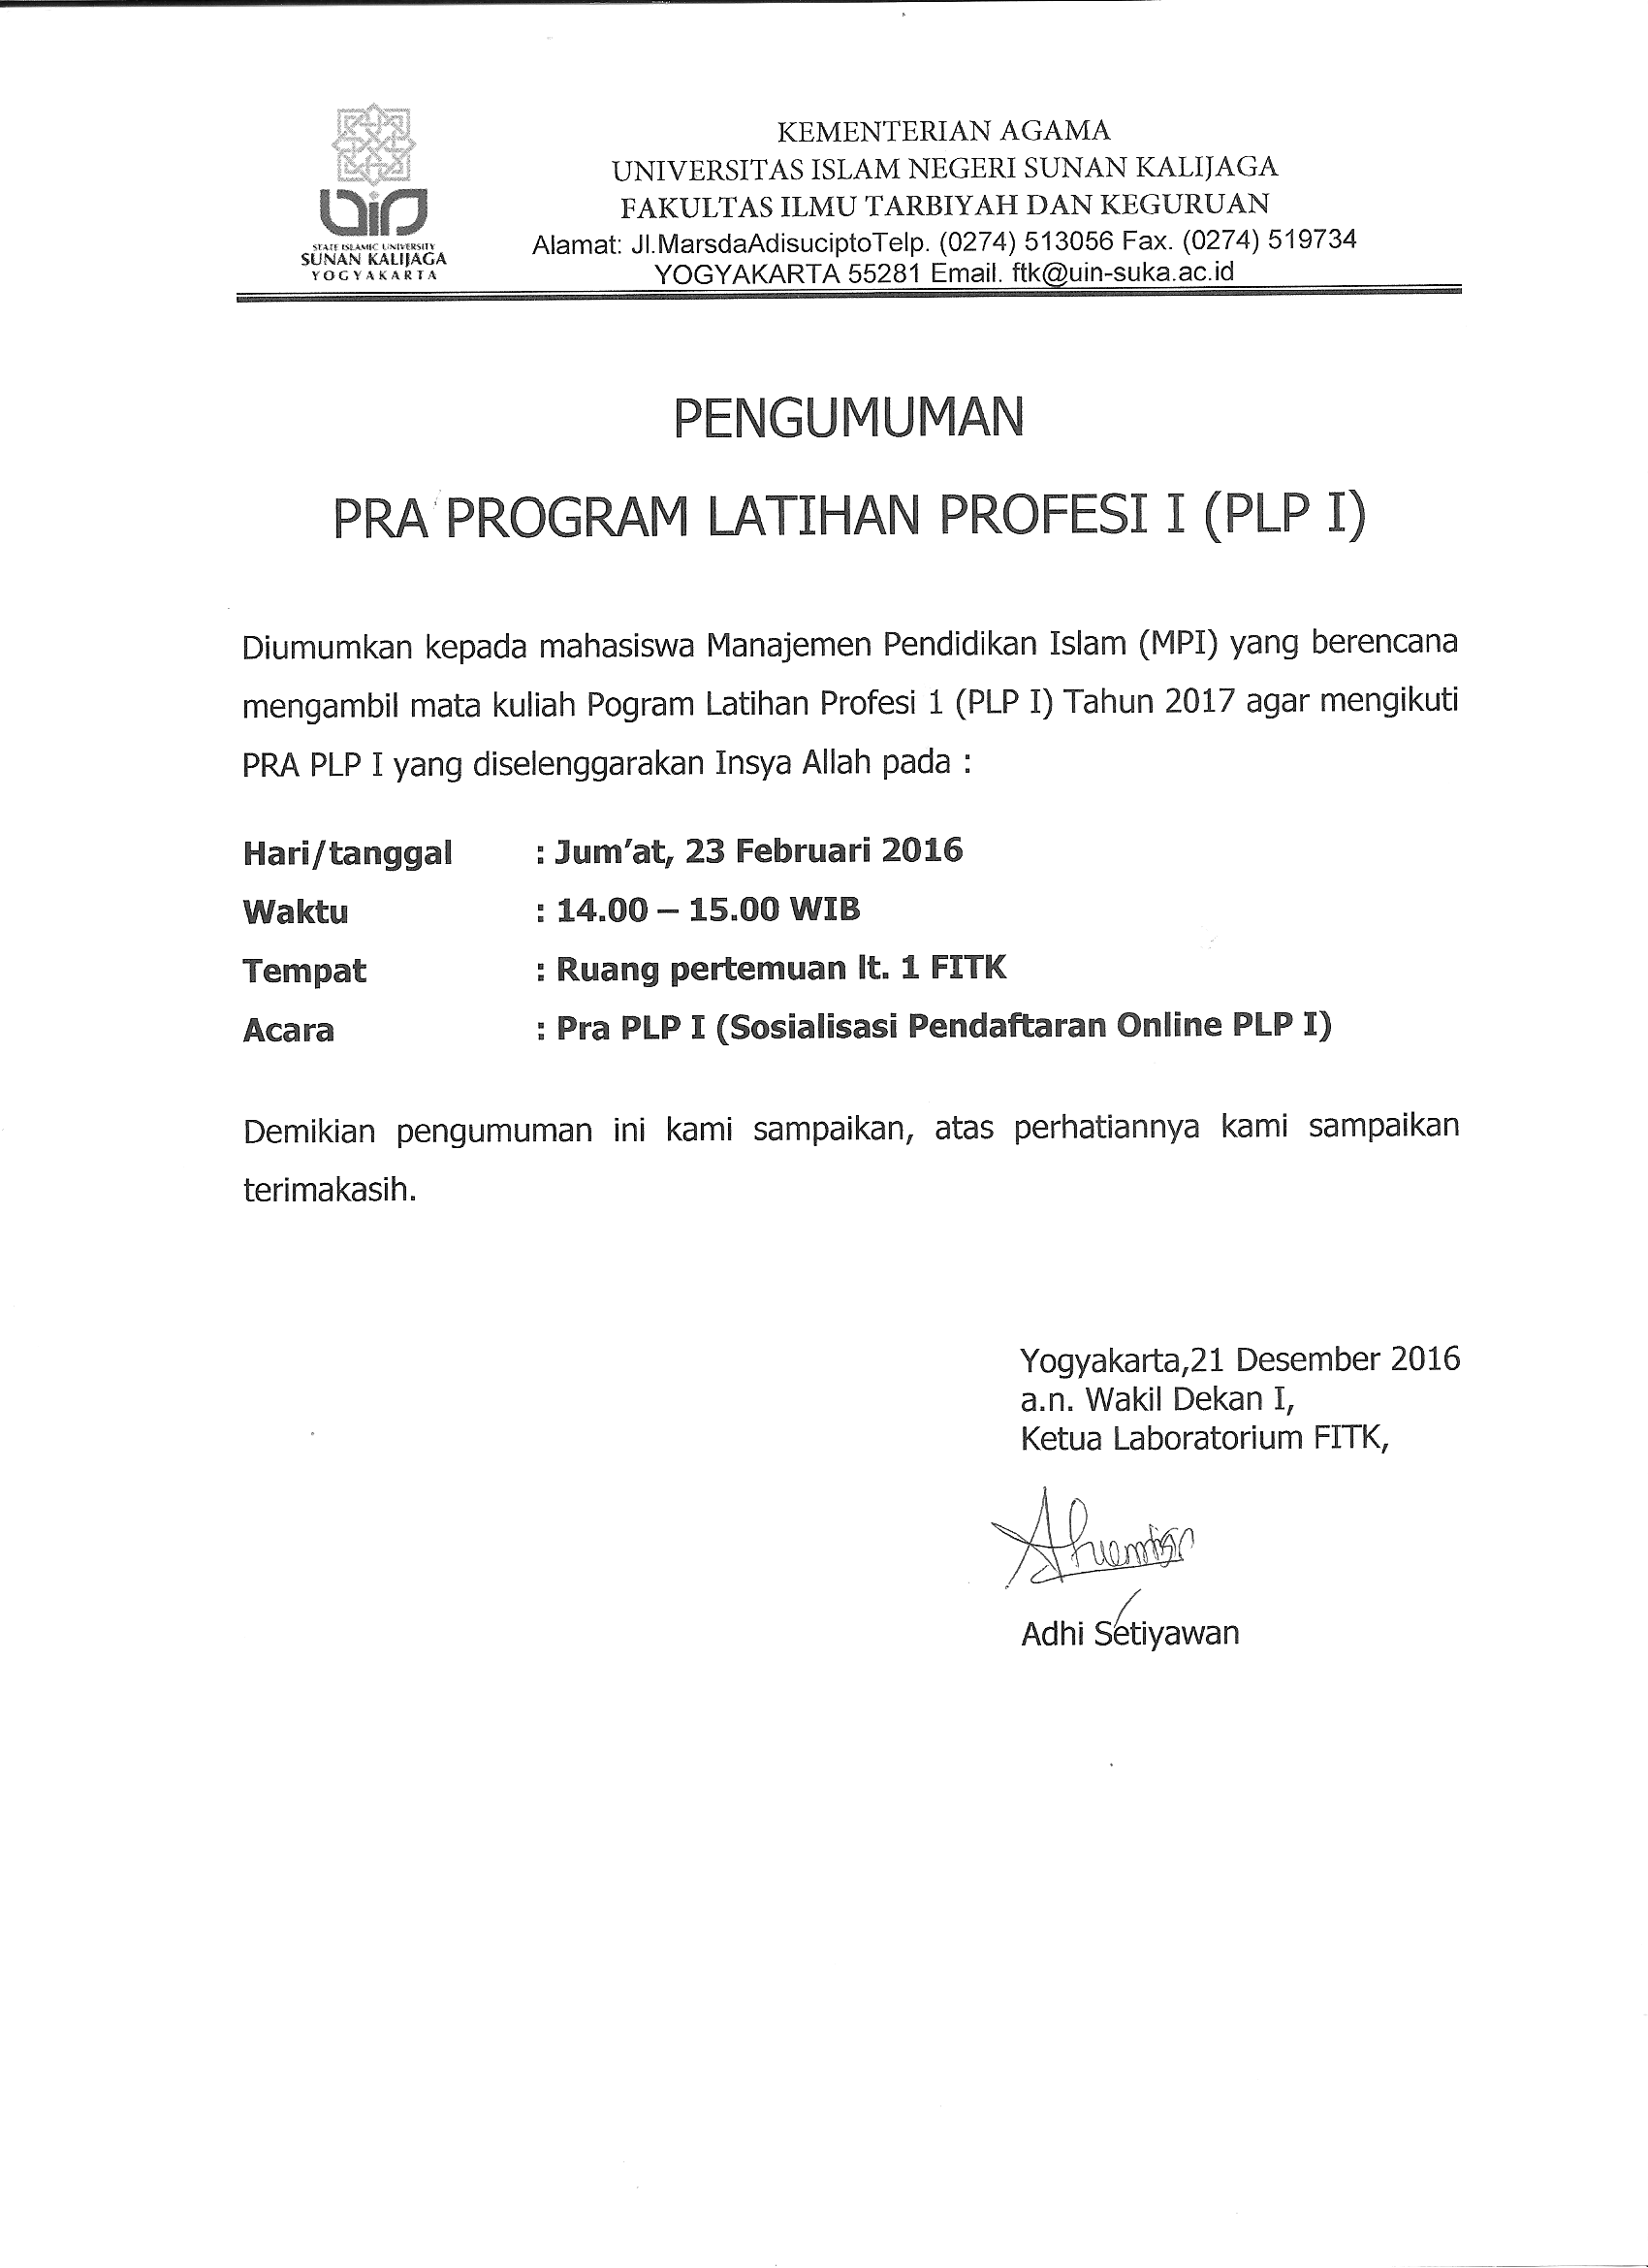 KEMENTERIAN AGAMA
UNIVERSITAS ISLAM NEGERI SUNAN KALIJAGA
FAKULTAS ILMU TARBIYAH DAN KEGURUAN
Alamat: Jl.MarsdaAdisuciptoTelp. (0274) 513056 Fax. (0274) 519734
YOGYAKARTA 55281 Email. ftk@uin-suka.ac.id
uin
STATE ISLAMIC UNIVERSITY
SUNAN KALIJAGA
YOGYAKARTA
PENGUMUMAN
PRA PROGRAM LATIHAN PROFESI I (PLP I)
Diumumkan kepada mahasiswa Manajemen Pendidikan Islam (MPI) yang berencana
mengambil mata kuliah Pogram Latihan Profesi 1 (PLP I) Tahun 2017 agar mengikuti
PRA PLP I yang diselenggarakan Insya Allah pada :
Hari/tanggal : Jum’at, 23 Februari 2016
Waktu : 14.00 – 15.00 WIB
Tempat : Ruang pertemuan lt. 1 FITK
Acara : Pra PLP I (Sosialisasi Pendaftaran Online PLP I)
Demikian pengumuman ini kami sampaikan, atas perhatiannya kami sampaikan
terimakasih.
Yogyakarta,21 Desember 2016
a.n. Wakil Dekan I,
Ketua Laboratorium FITK,
Adhi Setiyawan